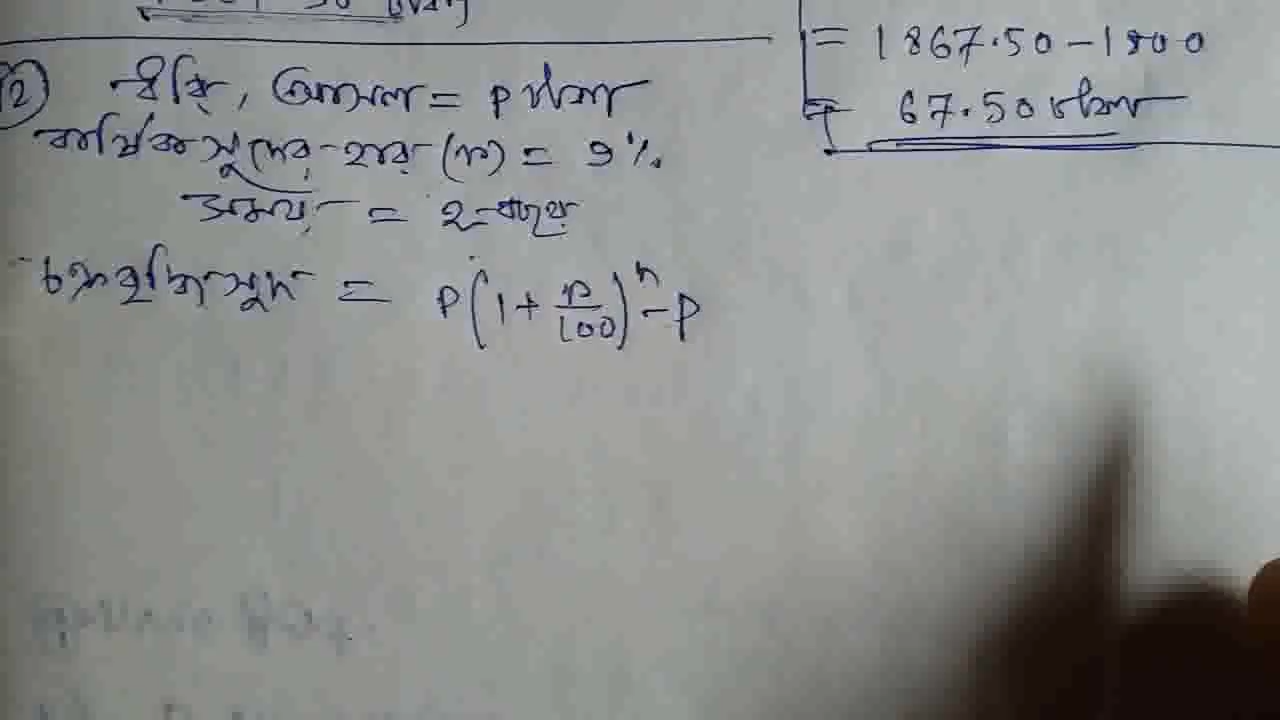 = 1867.50 - 1800
= 67.50 টাকা
2 ধরি, আসল = P টাকা
বার্ষিক সুদের হার (r) = 9%
সময় = 2 বছর
চক্রবৃদ্ধি সুদ = P(1 + r/100)^n - P